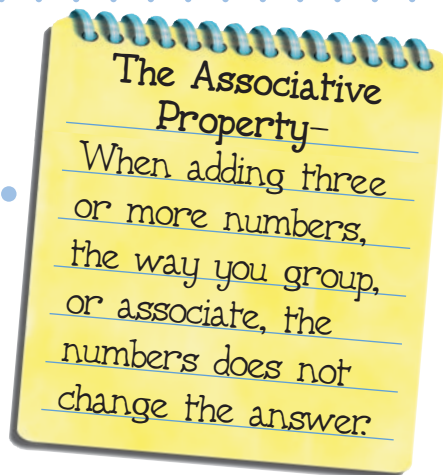 The Associative
Property–
When adding three
or more numbers,
the way you group,
or associate, the
numbers does not
change the answer.